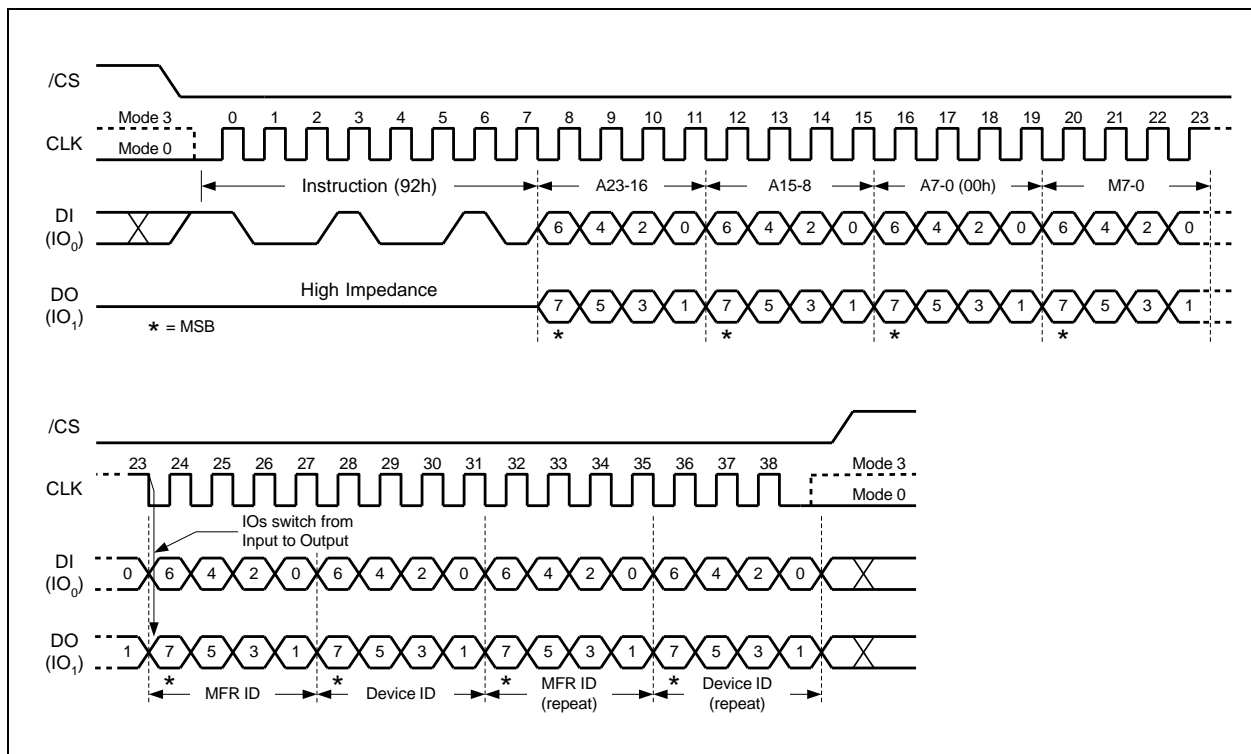 /CS
Mode 3 0 1 2 3 4 5 6 7 8 9 10 11 12 13 14 15 16 17 18 19 20 21 22 23
CLK
Mode 0
Instruction (92h) A23-16 A15-8 A7-0 (00h) M7-0
DI
(IO0) 6 4 2 0 6 4 2 0 6 4 2 0 6 4 2 0
High Impedance
DO
(IO1) 7 5 3 1 7 5 3 1 7 5 3 1 7 5 3 1
* = MSB * * * *
/CS
23 24 25 26 27 28 29 30 31 32 33 34 35 36 37 38 Mode 3
CLK
Mode 0
IOs switch from
Input to Output
DI
(IO0) 0 6 4 2 0 6 4 2 0 6 4 2 0 6 4 2 0
DO
(IO1) 1 7 5 3 1 7 5 3 1 7 5 3 1 7 5 3 1
* * * *
MFR ID Device ID MFR ID
(repeat) Device ID
(repeat)